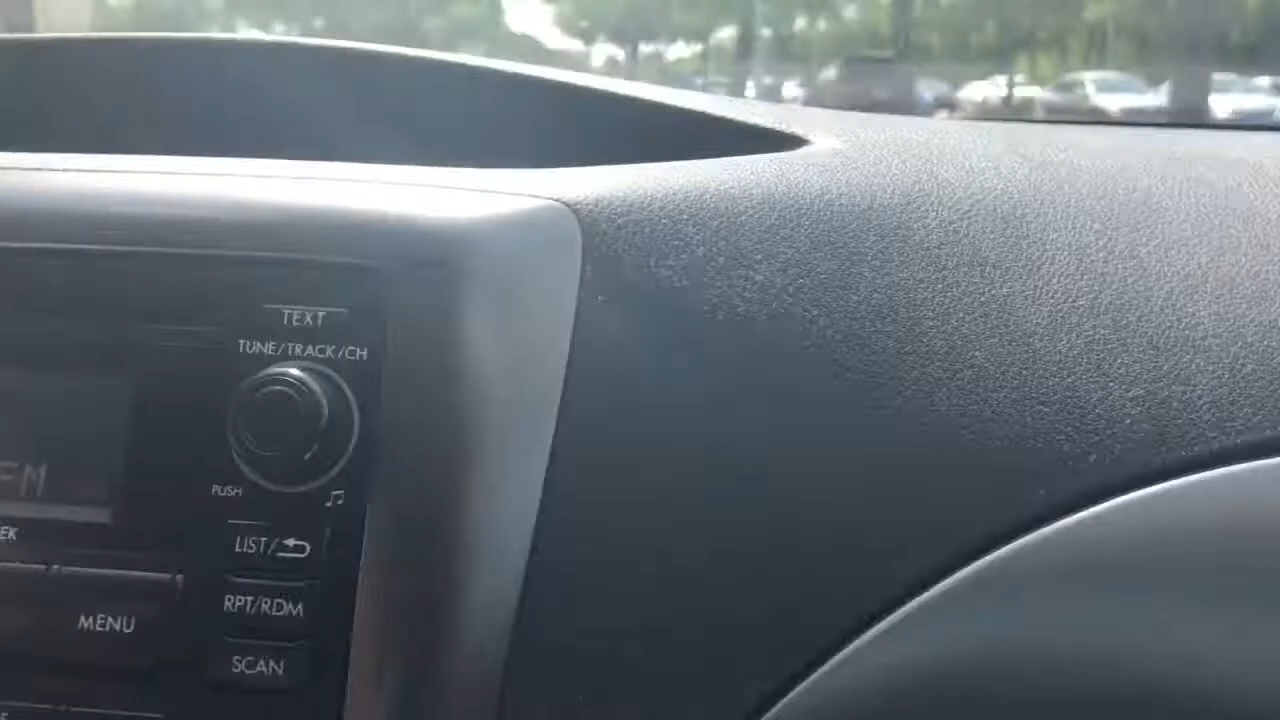 TEXT
TUNE/TRACK/CH
FM
PUSH
LIST/
RPT/RDM
MENU
SCAN